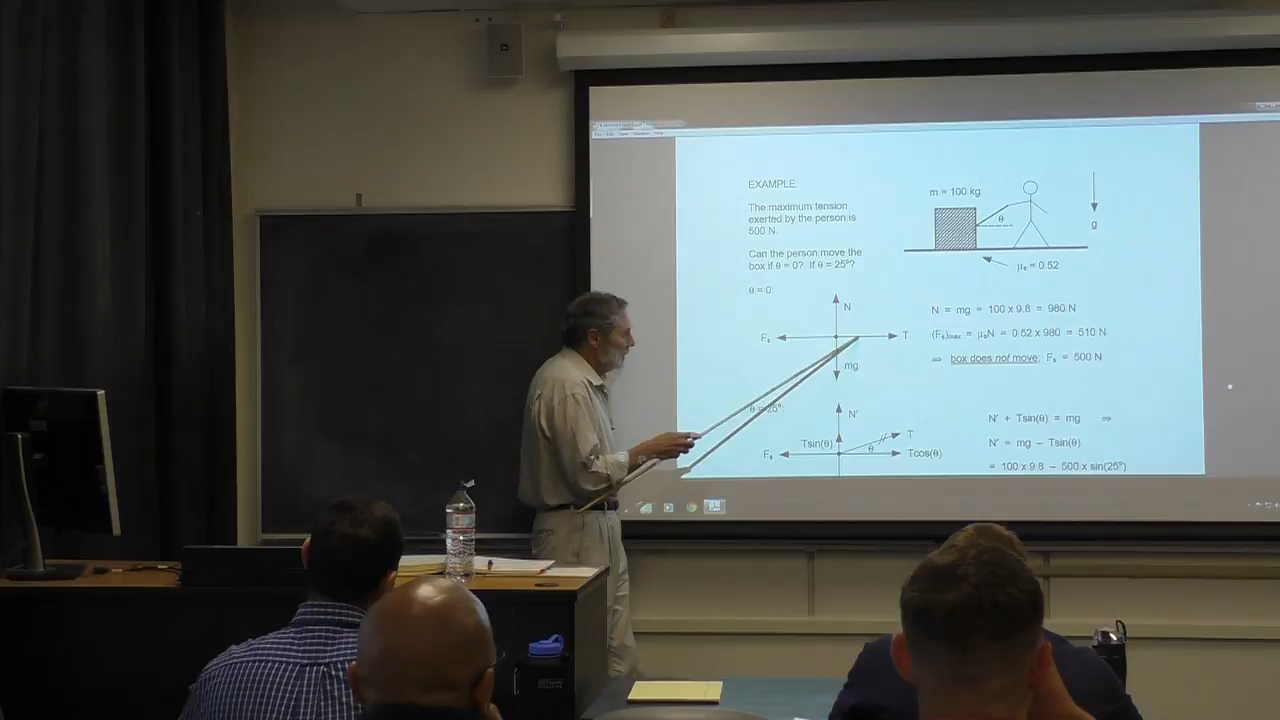 EXAMPLE:
The maximum tension
exerted by the person is
500 N.
Can the person move the
box if θ = 0? If θ = 25°?
θ = 0:
m = 100 kg
θ
g
μs = 0.52
N
Fs
T
mg
N = mg = 100 x 9.8 = 980 N
(Fs)max = μsN = 0.52 x 980 = 510 N
⇒ box does not move; Fs = 500 N
θ = 25°:
N'
Tsin(θ)
T
θ
Fs
Tcos(θ)
N' + Tsin(θ) = mg ⇒
N' = mg − Tsin(θ)
= 100 x 9.8 − 500 x sin(25°)